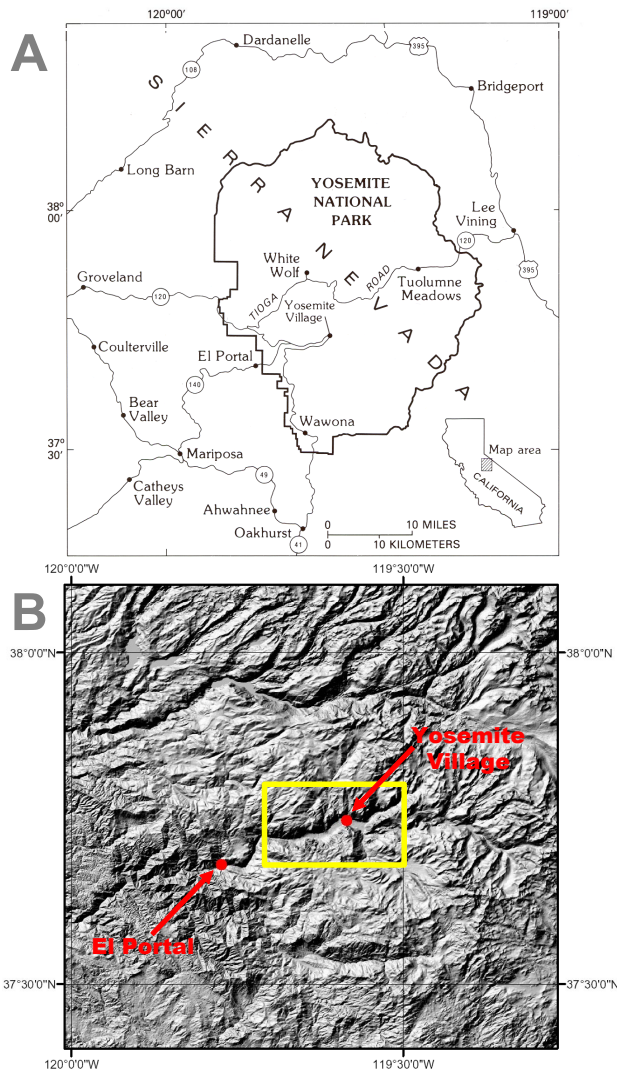 A
120°00′
119°00′
Dardanelle
395
108
Bridgeport
SIERRA NEVADA
Long Barn
YOSEMITE
NATIONAL
PARK
38°
00′
Lee
Vining
120
White
Wolf
395
Groveland
TIOGA ROAD
Tuolumne
Meadows
120
Yosemite
Village
Coulterville
El Portal
140
Bear
Valley
Wawona
37°
30′
Mariposa
Map area
CALIFORNIA
49
Catheys
Valley
Ahwahnee
Oakhurst
41
0 10 MILES
0 10 KILOMETERS
120°0'0"W
119°30'0"W
B
38°0'0"N
38°0'0"N
Yosemite
Village
El Portal
37°30'0"N
37°30'0"N
120°0'0"W
119°30'0"W